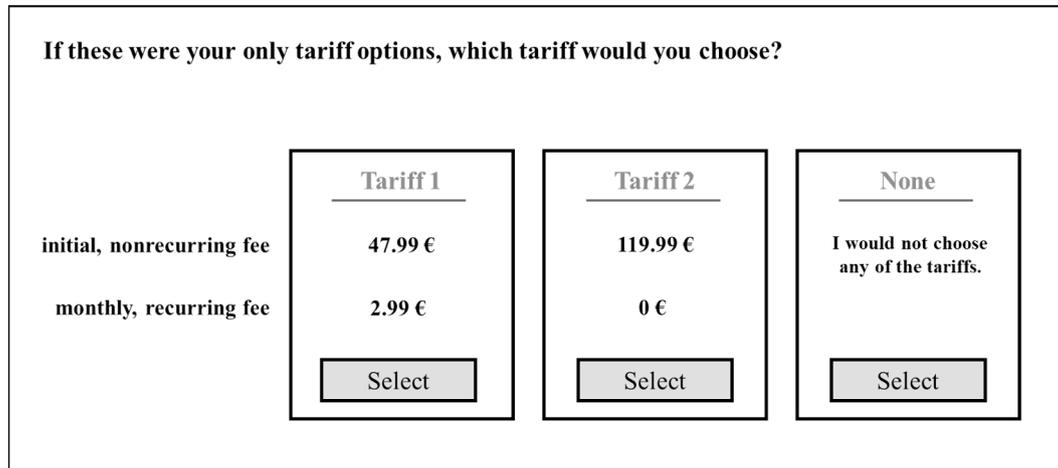 If these were your only tariff options, which tariff would you choose?
Tariff 1
Tariff 2
None
initial, nonrecurring fee
47.99 €
119.99 €
I would not choose
any of the tariffs.
monthly, recurring fee
2.99 €
0 €
Select
Select
Select